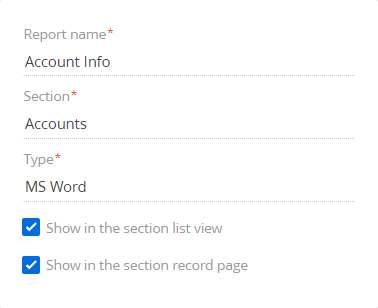 Report name*
Account Info
Section*
Accounts
Type*
MS Word
Show in the section list view
Show in the section record page